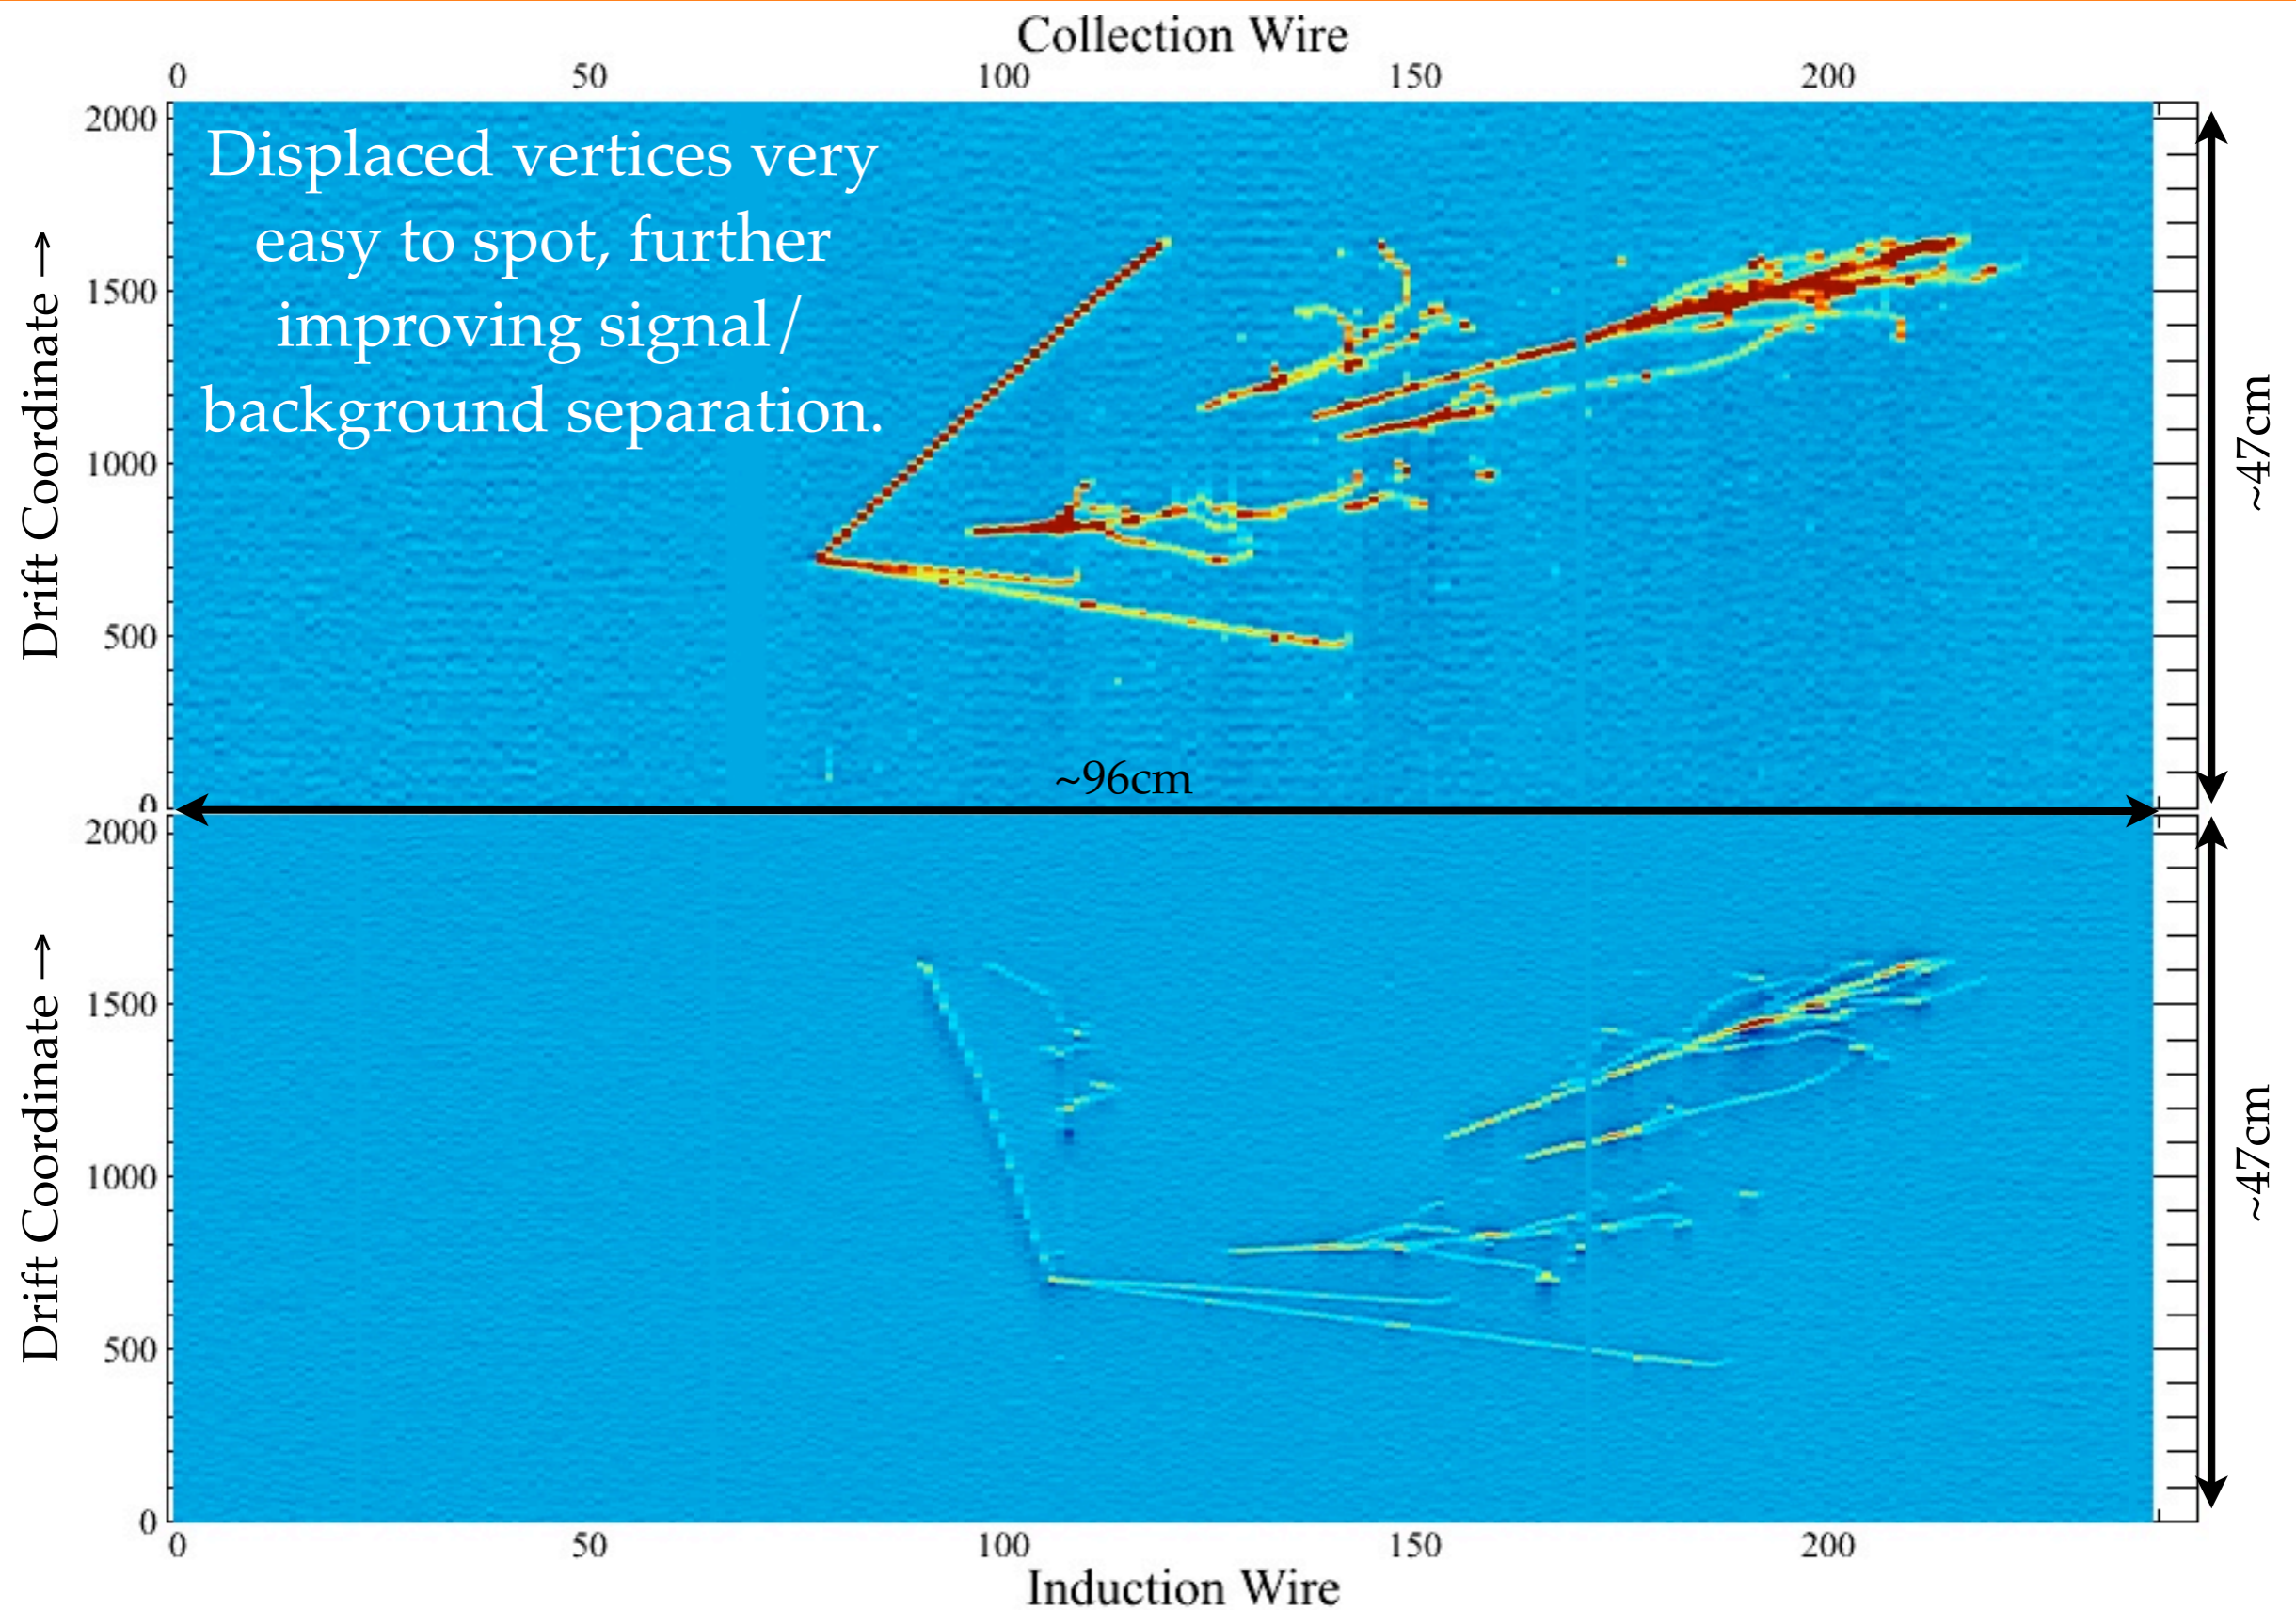 Collection Wire
0 50 100 150 200
2000
1500
1000
500
0
Drift Coordinate →
Displaced vertices very
easy to spot, further
improving signal/
background separation.
~47cm
~96cm
2000
1500
1000
500
0
Drift Coordinate →
~47cm
0 50 100 150 200
Induction Wire